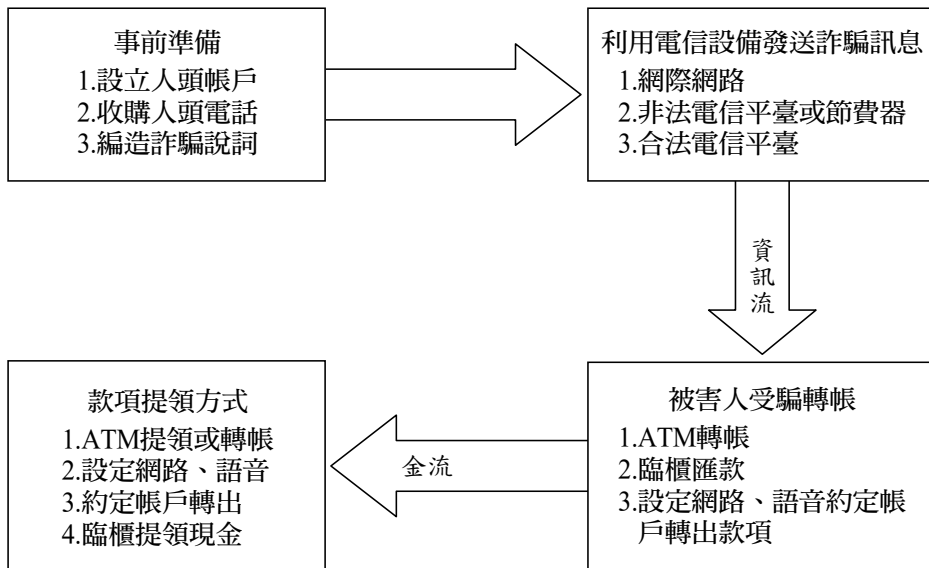 事前準備
1.設立人頭帳戶
2.收購人頭電話
3.編造詐騙說詞
利用電信設備發送詐騙訊息
1.網際網路
2.非法電信平臺或節費器
3.合法電信平臺
資訊流
被害人受騙轉帳
1.ATM轉帳
2.臨櫃匯款
3.設定網路、語音約定帳
戶轉出款項
金流
款項提領方式
1.ATM提領或轉帳
2.設定網路、語音
3.約定帳戶轉出
4.臨櫃提領現金